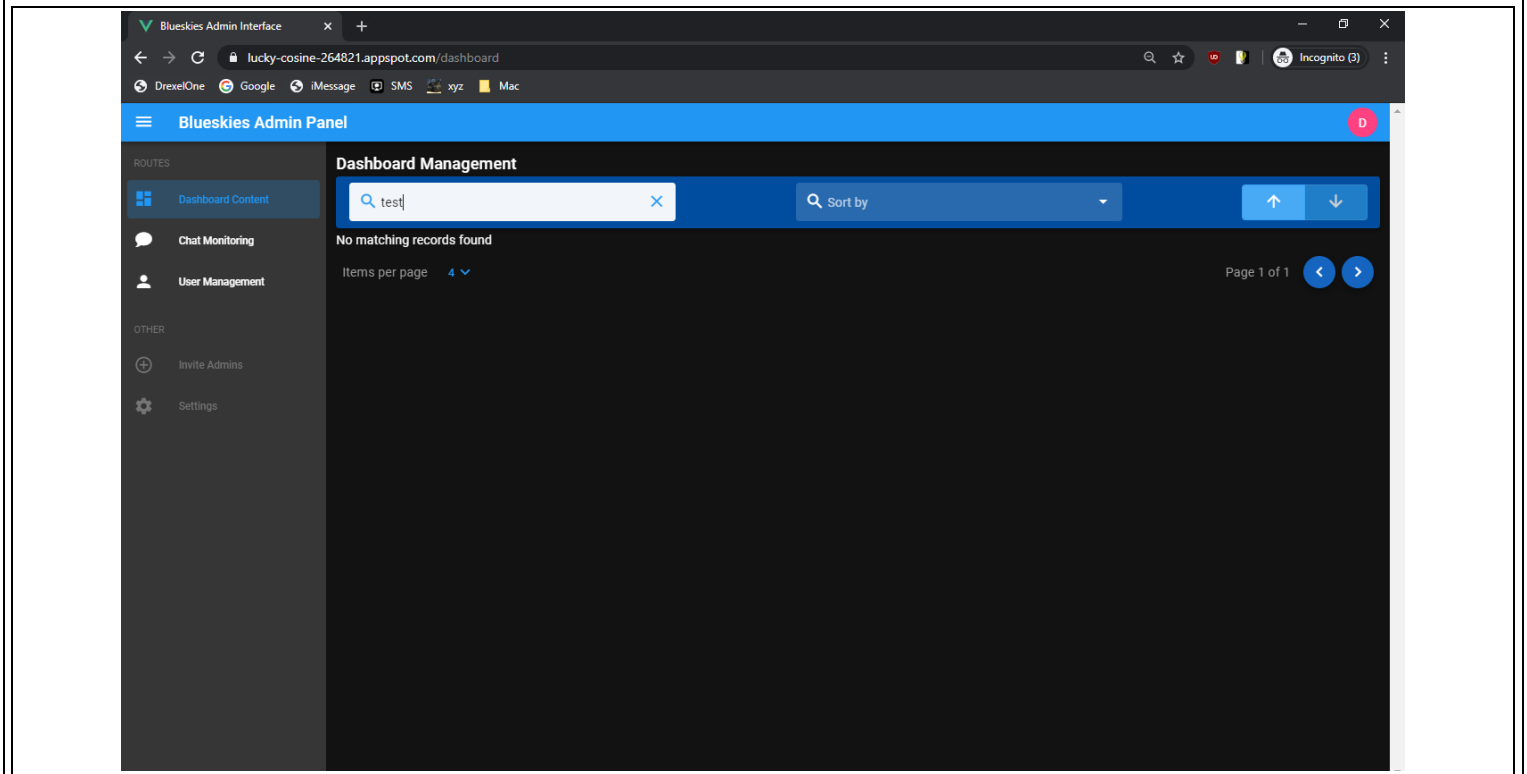 Blueskies Admin Interface
lucky-cosine-264821.appspot.com/dashboard
Incognito (3)
DrexelOne Google iMessage SMS xyz Mac
Blueskies Admin Panel
D
ROUTES
Dashboard Content
Chat Monitoring
User Management
OTHER
Invite Admins
Settings
Dashboard Management
test
Sort by
No matching records found
Items per page 4
Page 1 of 1